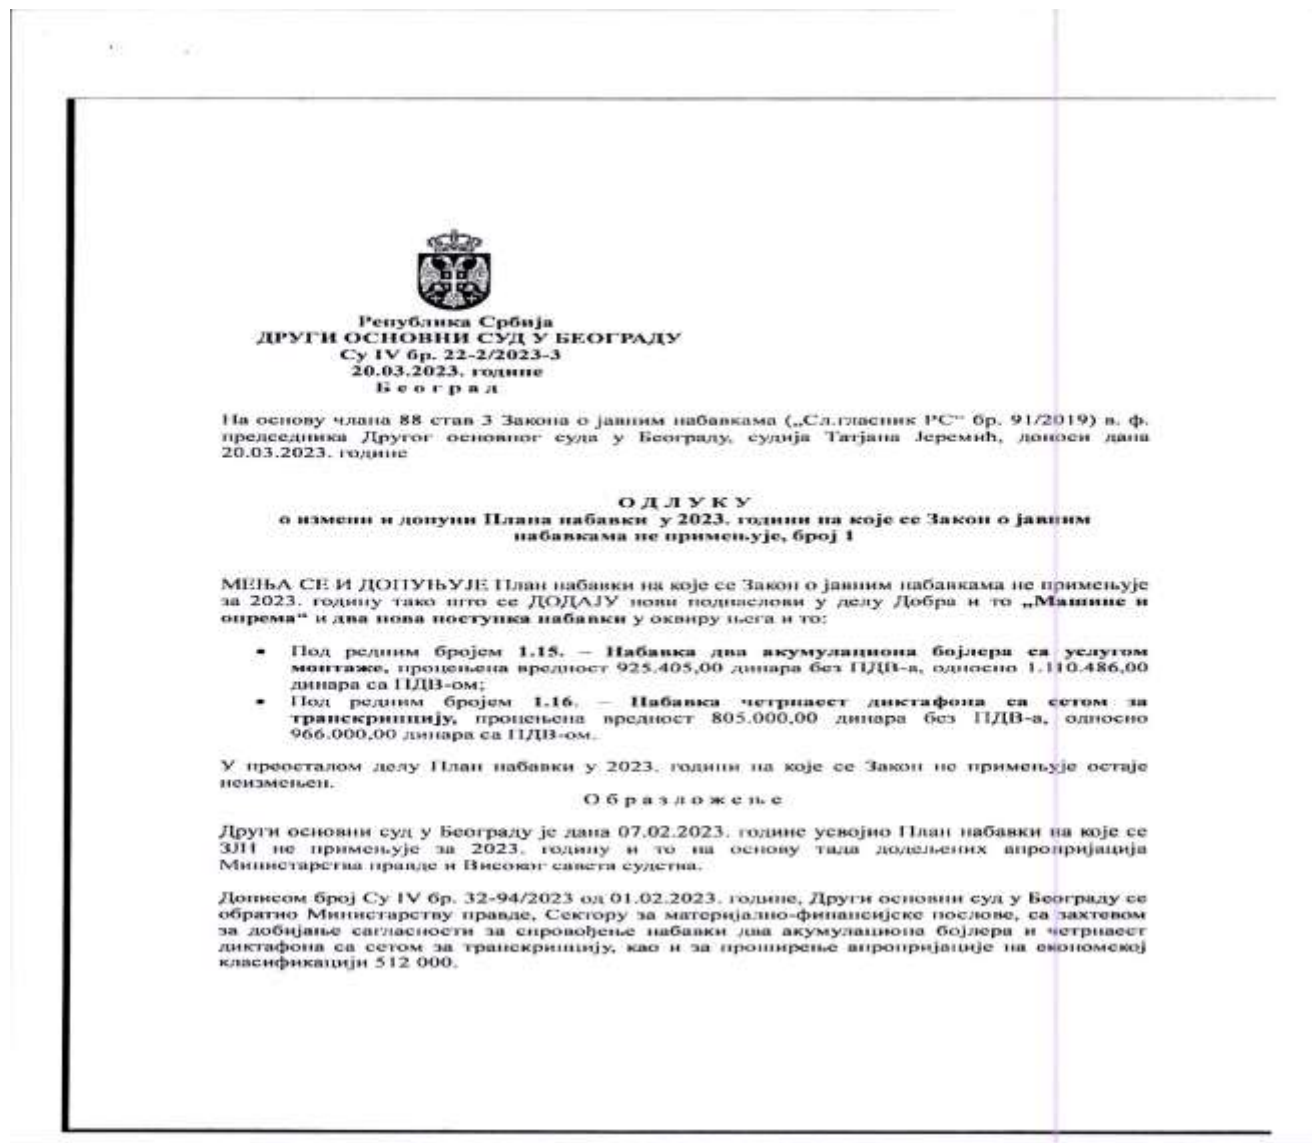 Република Србија
ДРУГИ ОСНОВНИ СУД У БЕОГРАДУ
Су IV бр. 22-2/2023-3
20.03.2023. године
Б е о г р а д
На основу члана 88 став 3 Закона о јавним набавкама („Сл.гласник РС“ бр. 91/2019) в. ф.
председника Другог основног суда у Београду, судија Татјана Јеремић, доноси дана
20.03.2023. године
О Д Л У К У
о измени и допуни Плана набавки у 2023. години на које се Закон о јавним
набавкама не примењује, број 1
МЕЊА СЕ И ДОПУЊУЈЕ План набавки на које се Закон о јавним набавкама не примењује
за 2023. годину тако што се ДОДАЈУ нови поднаслови у делу Добра и то „Машине и
опрема“ и два нова поступка набавки у оквиру њега и то:
• Под редним бројем 1.15. – Набавка два акумулациона бојлера са услугом
монтаже, процењена вредност 925.405,00 динара без ПДВ-а, односно 1.110.486,00
динара са ПДВ-ом;
• Под редним бројем 1.16. – Набавка четрнаест диктафона са сетом за
транскрипцију, процењена вредност 805.000,00 динара без ПДВ-а, односно
966.000,00 динара са ПДВ-ом.
У преосталом делу План набавки у 2023. години на које се Закон не примењује остаје
неизмењен.
О б р а з л о ж е њ е
Други основни суд у Београду је дана 07.02.2023. године усвојио План набавки на које се
ЗЈН не примењује за 2023. годину и то на основу тада додељених апропријација
Министарства правде и Високог савета судства.
Дописом број Су IV бр. 32-94/2023 од 01.02.2023. године, Други основни суд у Београду се
обратио Министарству правде, Сектору за материјално-финансијске послове, са захтевом
за добијање сагласности за спровођење набавки два акумулациона бојлера и четрнаест
диктафона са сетом за транскрипцију, као и за проширење апропријације на економској
класификацији 512 000.